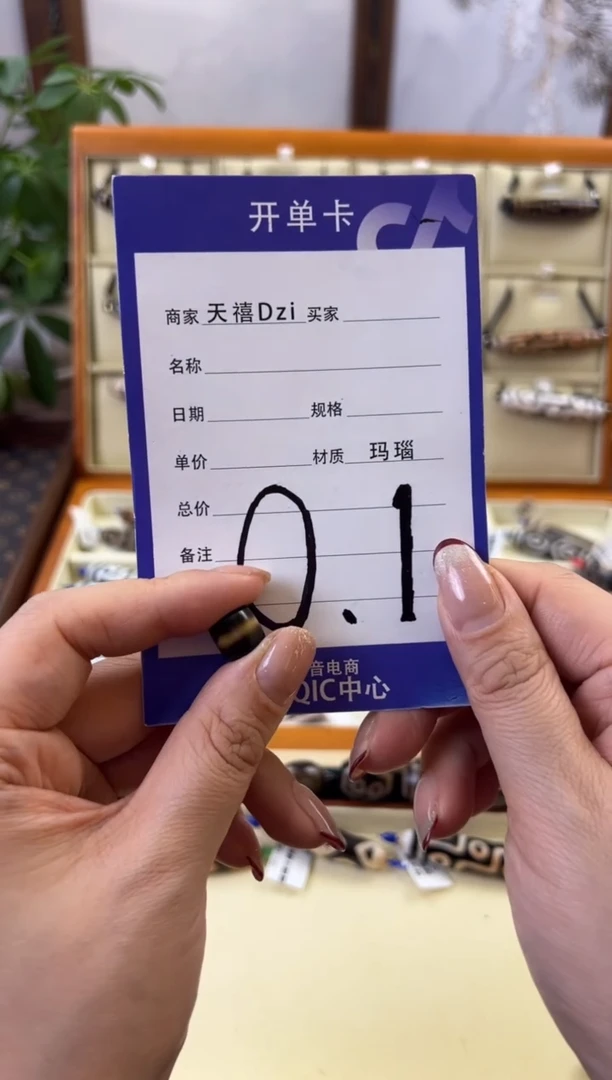 开单卡
商家 天禧Dzi 买家
名称
日期 规格
单价 材质 玛瑙
总价
备注
0.1
音电商
QIC中心